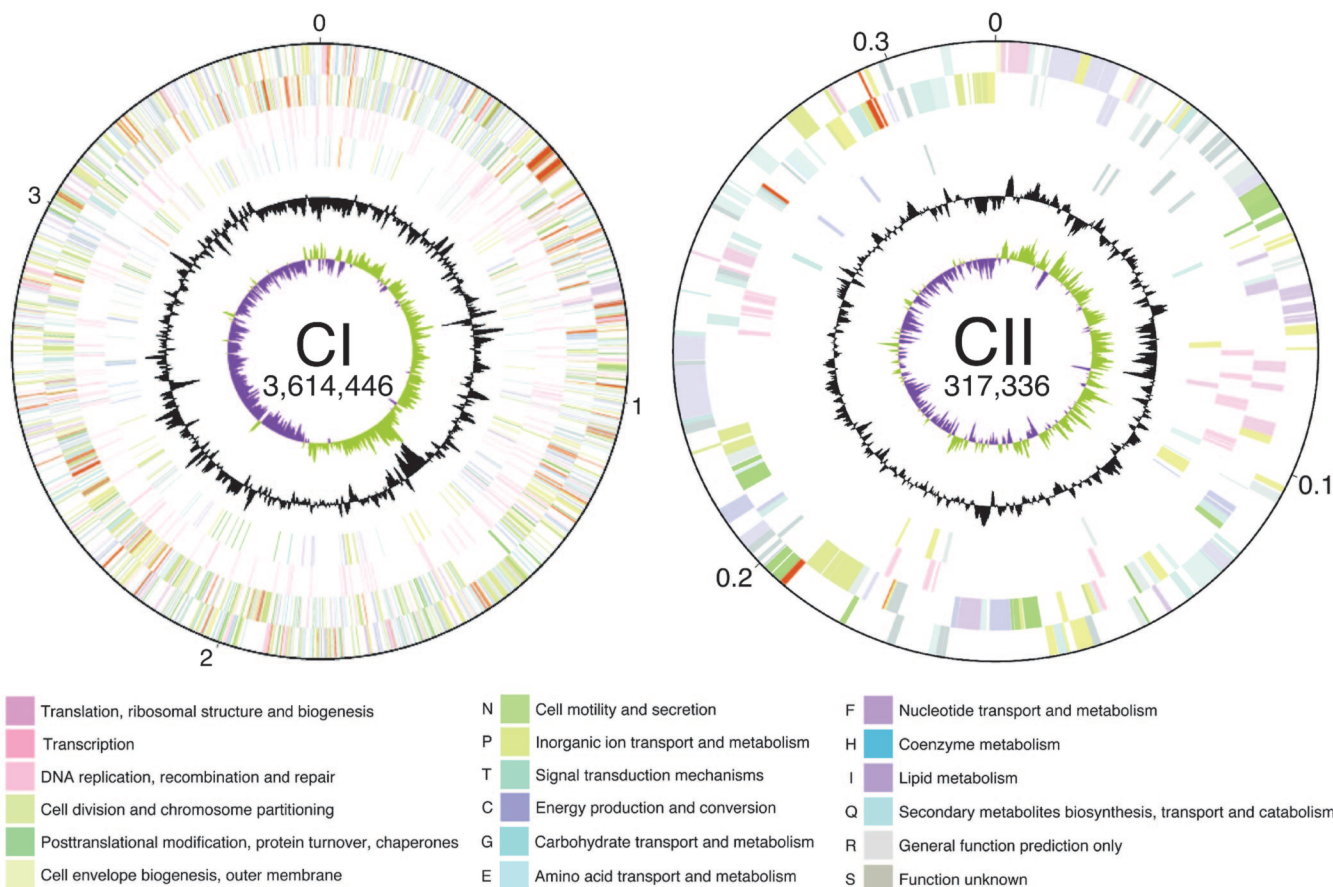 0
3
CI
3,614,446
1
2
0
0.3
CII
317,336
0.1
0.2
Translation, ribosomal structure and biogenesis
Transcription
DNA replication, recombination and repair
Cell division and chromosome partitioning
Posttranslational modification, protein turnover, chaperones
Cell envelope biogenesis, outer membrane
N Cell motility and secretion
P Inorganic ion transport and metabolism
T Signal transduction mechanisms
C Energy production and conversion
G Carbohydrate transport and metabolism
E Amino acid transport and metabolism
F Nucleotide transport and metabolism
H Coenzyme metabolism
I Lipid metabolism
Q Secondary metabolites biosynthesis, transport and catabolism
R General function prediction only
S Function unknown